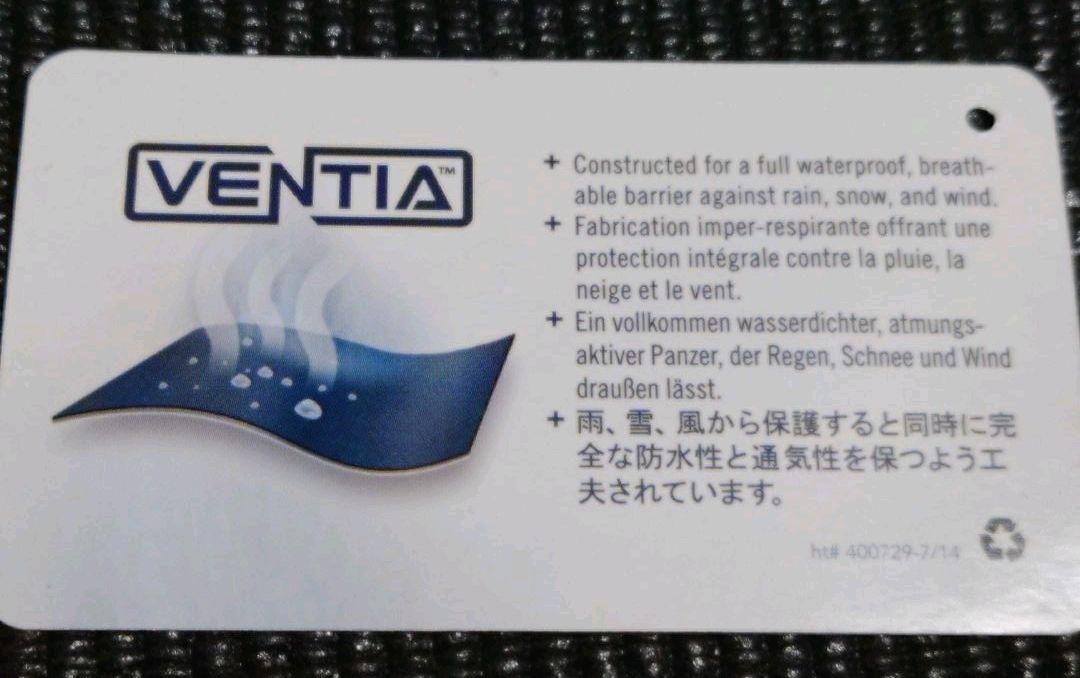 VENTIA™
+ Constructed for a full waterproof, breath-
able barrier against rain, snow, and wind.
+ Fabrication imper-respirante offrant une
protection intégrale contre la pluie, la
neige et le vent.
+ Ein vollkommen wasserdichter, atmungs-
aktiver Panzer, der Regen, Schnee und Wind
draußen lässt.
+ 雨、雪、風から保護すると同時に完
全な防水性と通気性を保つよう工
夫されています。
ht# 400729-7/14